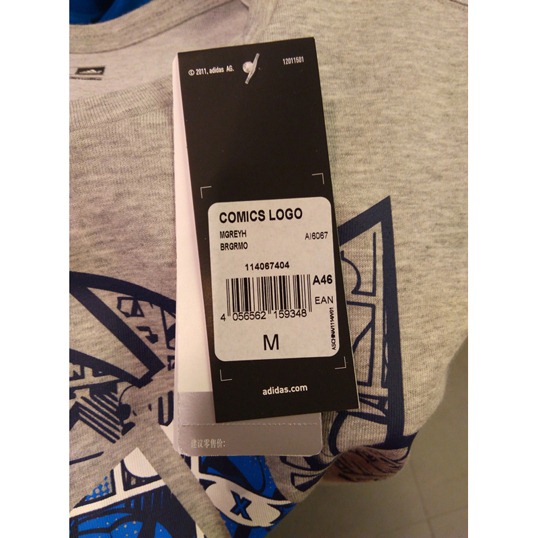 © 2011, adidas AG.
12011501
COMICS LOGO
MGREYH
AI6067
BRGRMO
114067404
A46
EAN
4 056562 159348
M
adidas.com
建议零售价:
X